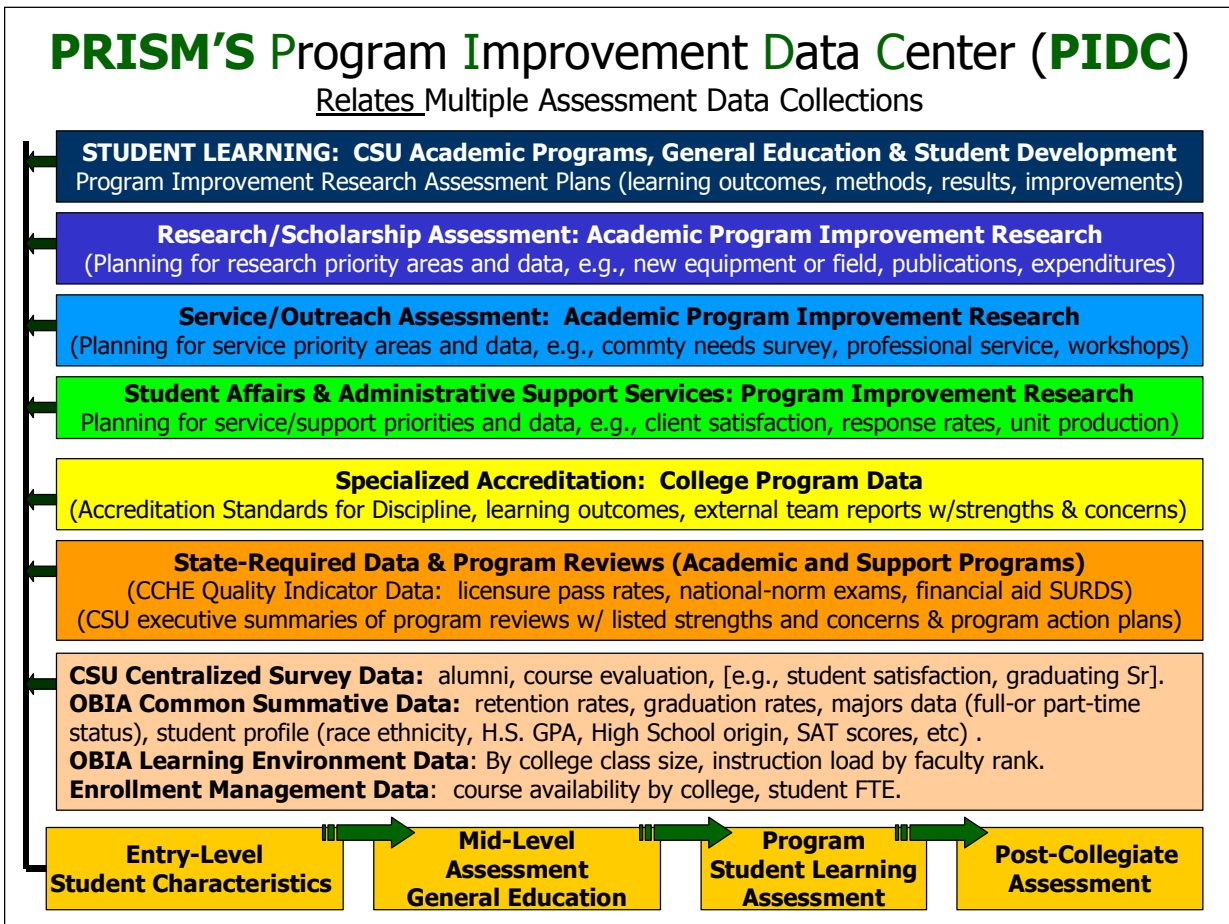 PRISM'S Program Improvement Data Center (PIDC)
Relates Multiple Assessment Data Collections
STUDENT LEARNING: CSU Academic Programs, General Education & Student Development
Program Improvement Research Assessment Plans (learning outcomes, methods, results, improvements)
Research/Scholarship Assessment: Academic Program Improvement Research
(Planning for research priority areas and data, e.g., new equipment or field, publications, expenditures)
Service/Outreach Assessment: Academic Program Improvement Research
(Planning for service priority areas and data, e.g., commty needs survey, professional service, workshops)
Student Affairs & Administrative Support Services: Program Improvement Research
Planning for service/support priorities and data, e.g., client satisfaction, response rates, unit production)
Specialized Accreditation: College Program Data
(Accreditation Standards for Discipline, learning outcomes, external team reports w/strengths & concerns)
State-Required Data & Program Reviews (Academic and Support Programs)
(CCHE Quality Indicator Data: licensure pass rates, national-norm exams, financial aid SURDS)
(CSU executive summaries of program reviews w/ listed strengths and concerns & program action plans)
CSU Centralized Survey Data: alumni, course evaluation, [e.g., student satisfaction, graduating Sr].
OBIA Common Summative Data: retention rates, graduation rates, majors data (full-or part-time
status), student profile (race ethnicity, H.S. GPA, High School origin, SAT scores, etc) .
OBIA Learning Environment Data: By college class size, instruction load by faculty rank.
Enrollment Management Data: course availability by college, student FTE.
Entry-Level
Student Characteristics
Mid-Level
Assessment
General Education
Program
Student Learning
Assessment
Post-Collegiate
Assessment